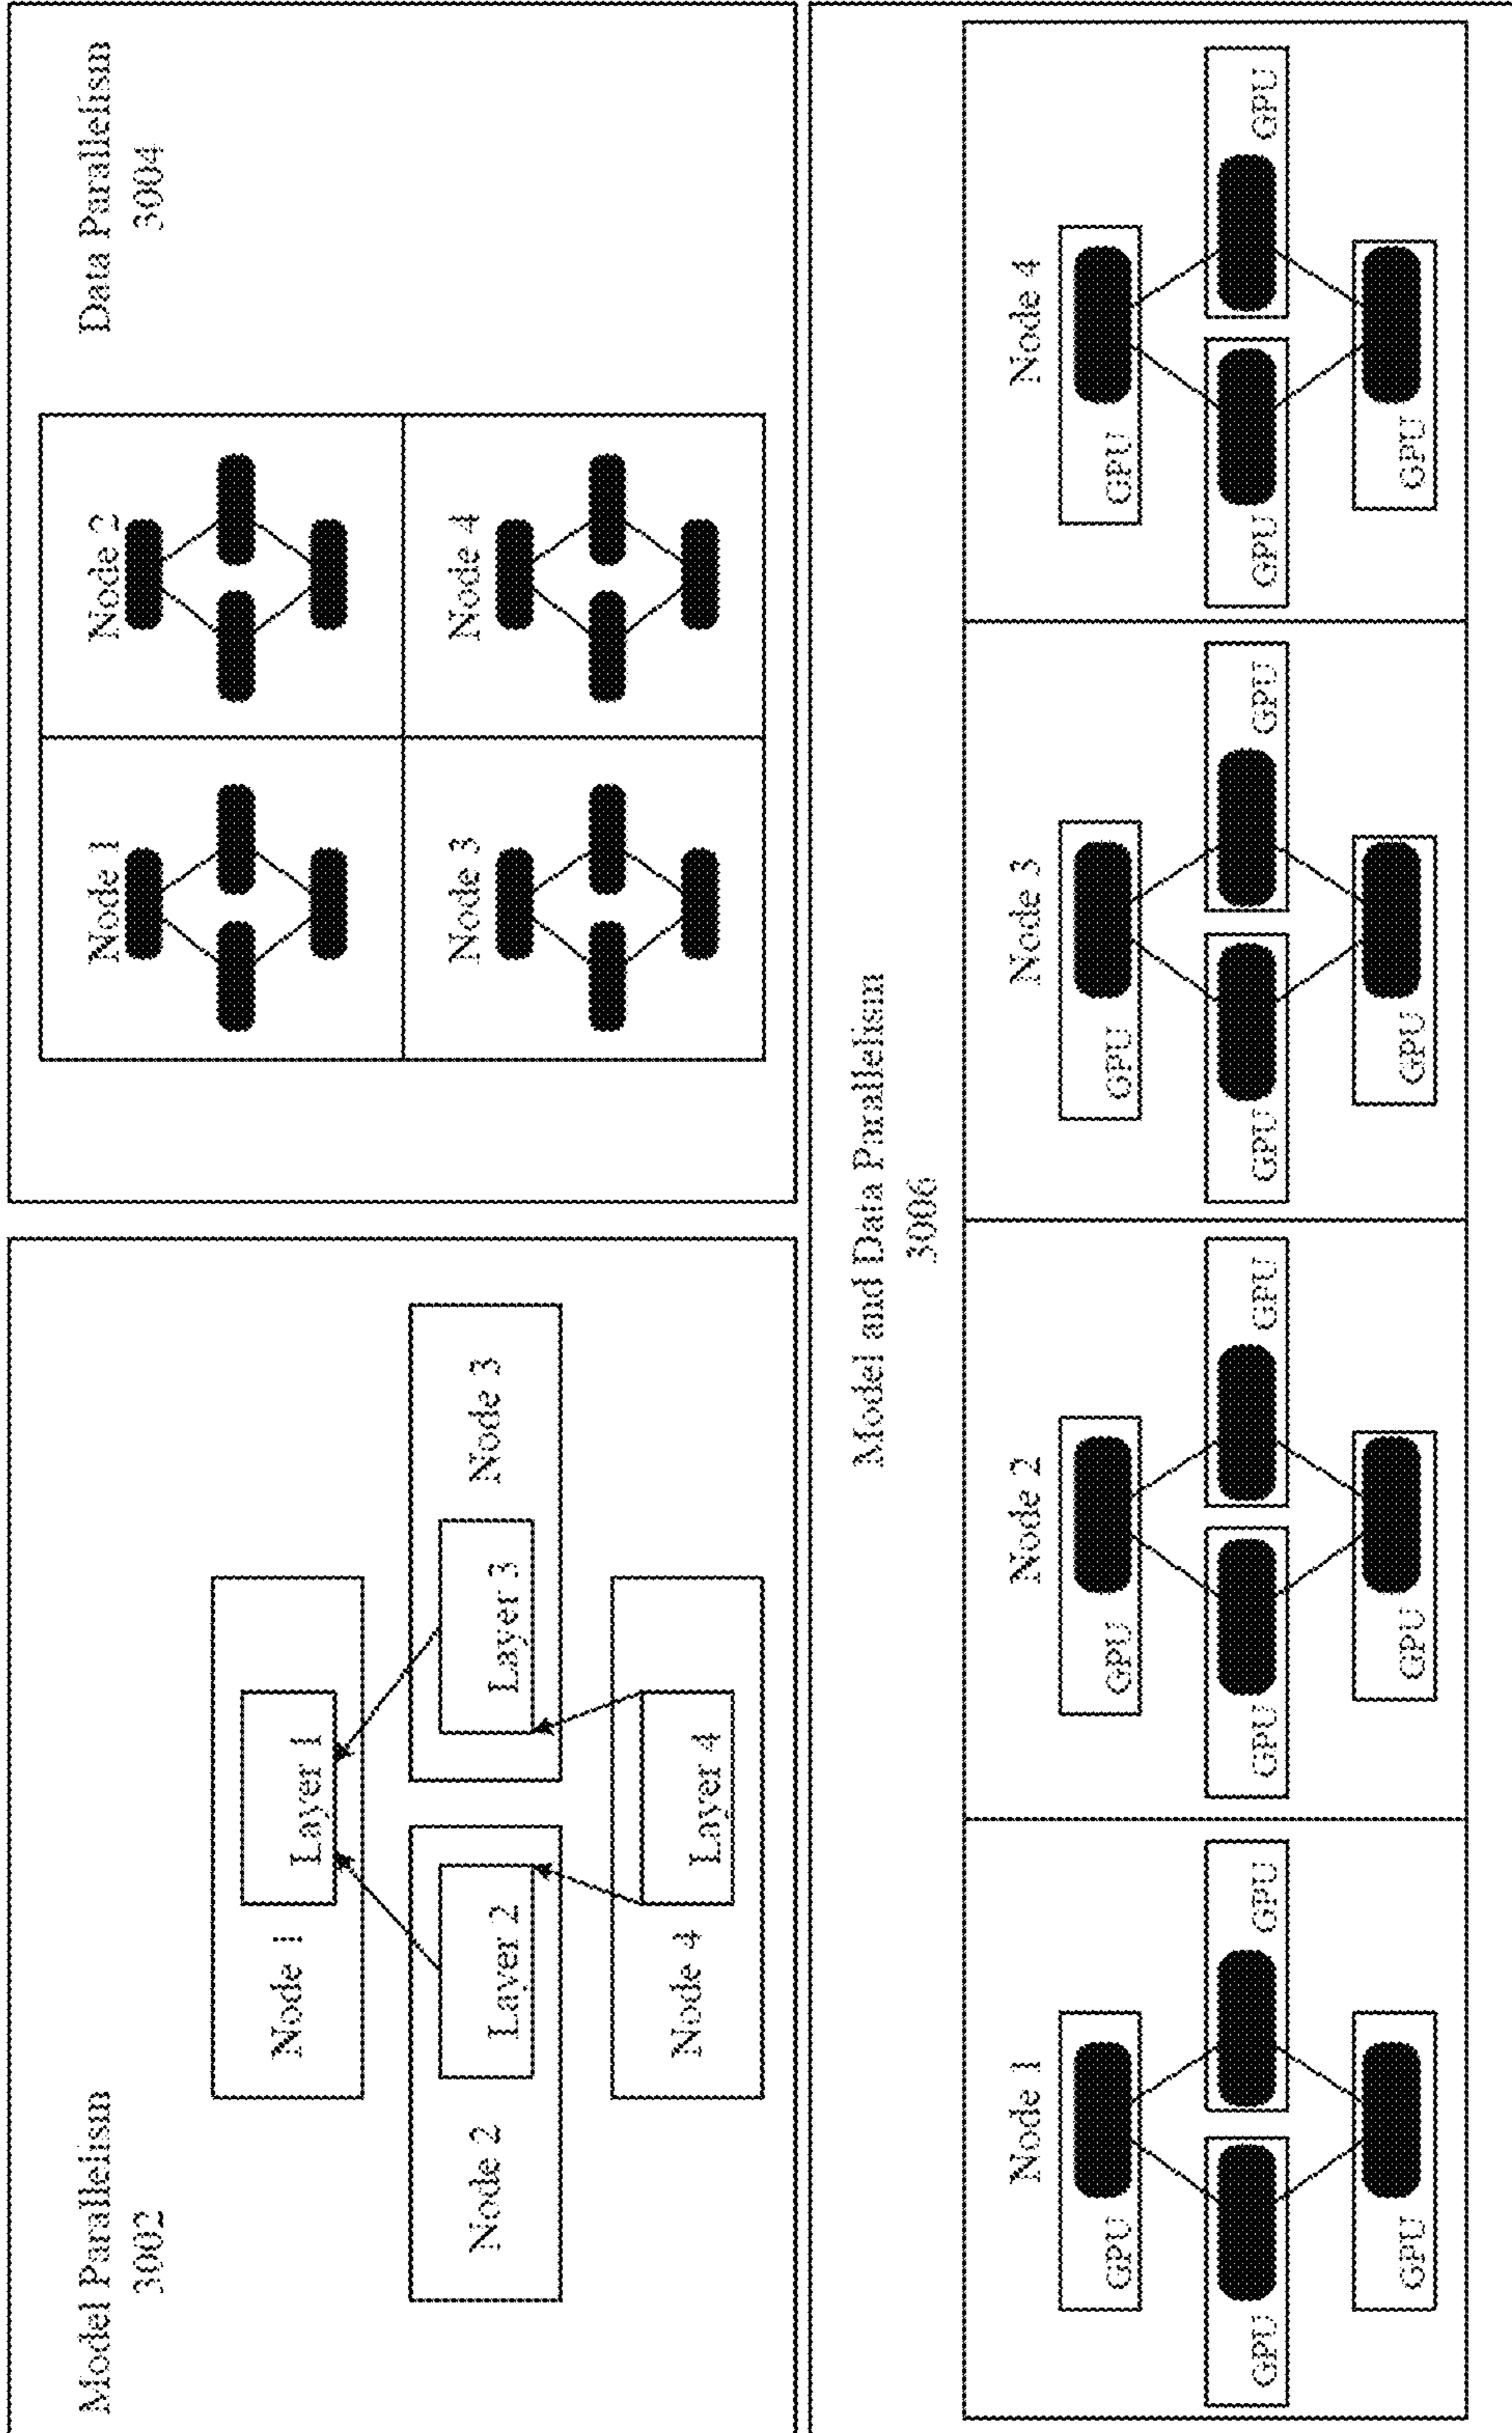 Model Parallelism
3002
Node 1
Layer 1
Node 2
Layer 2
Layer 3
Node 3
Node 4
Layer 4
Data Parallelism
3004
Node 1
Node 2
Node 3
Node 4
Model and Data Parallelism
3006
Node 1
GPU
GPU
GPU
GPU
Node 2
GPU
GPU
GPU
GPU
Node 3
GPU
GPU
GPU
GPU
Node 4
GPU
GPU
GPU
GPU